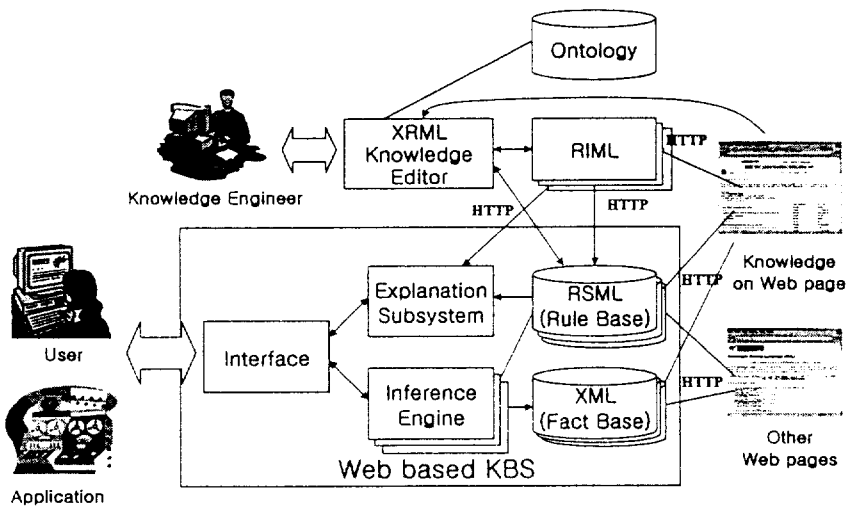 Ontology
XRML
Knowledge
Editor
RIML
HTTP
Knowledge Engineer
HTTP
HTTP
Knowledge
on Web page
Explanation
Subsystem
RSML
(Rule Base)
HTTP
User
Interface
Inference
Engine
XML
(Fact Base)
HTTP
Other
Web pages
Web based KBS
Application